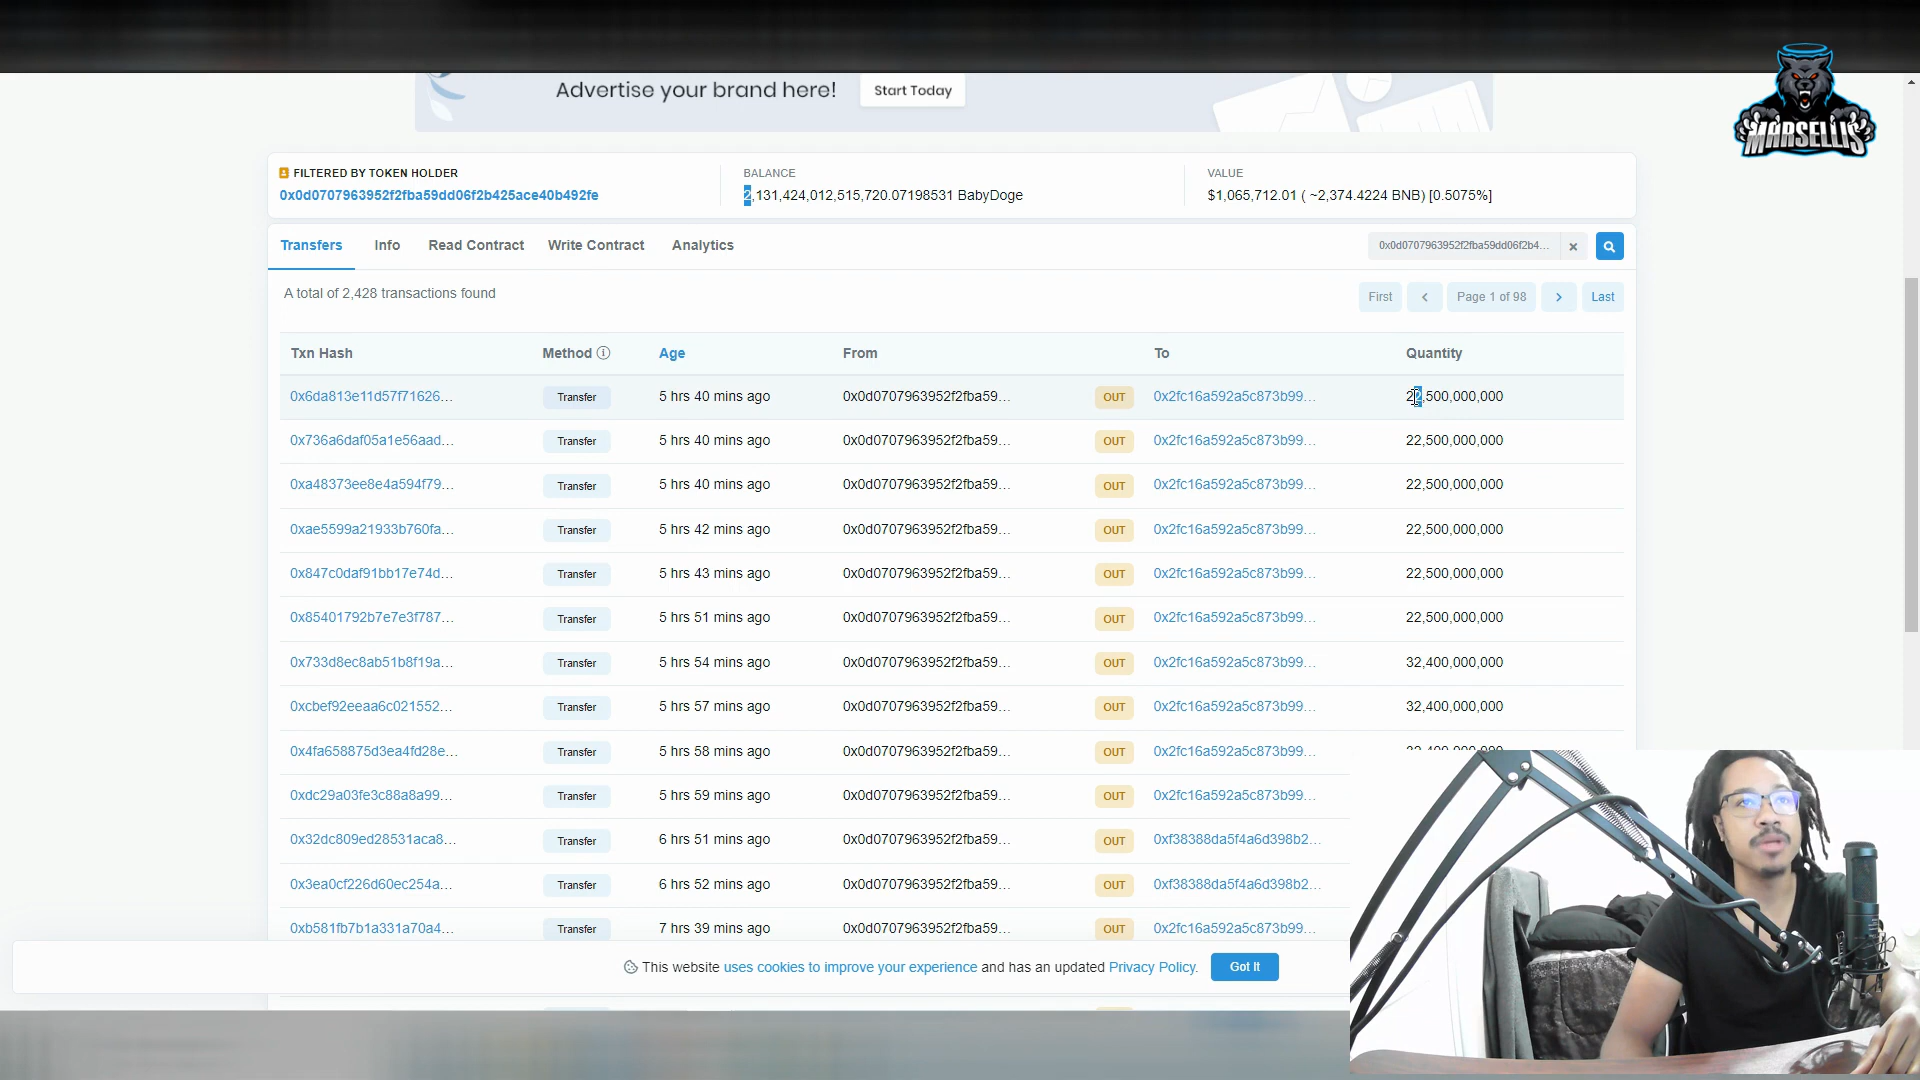 Advertise your brand here! Start Today
MARSELLIS
FILTERED BY TOKEN HOLDER
0x0d0707963952f2fba59dd06f2b425ace40b492fe
BALANCE
2,131,424,012,515,720.07198531 BabyDoge
VALUE
$1,065,712.01 ( ~2,374.4224 BNB) [0.5075%]
Transfers Info Read Contract Write Contract Analytics
0x0d0707963952f2fba59dd06f2b4...
A total of 2,428 transactions found
First Page 1 of 98 Last
Txn Hash Method Age From To Quantity
0x6da813e11d57f71626... Transfer 5 hrs 40 mins ago 0x0d0707963952f2fba59... OUT 0x2fc16a592a5c873b99... 22,500,000,000
0x736a6daf05a1e56aad... Transfer 5 hrs 40 mins ago 0x0d0707963952f2fba59... OUT 0x2fc16a592a5c873b99... 22,500,000,000
0xa48373ee8e4a594f79... Transfer 5 hrs 40 mins ago 0x0d0707963952f2fba59... OUT 0x2fc16a592a5c873b99... 22,500,000,000
0xae5599a21933b760fa... Transfer 5 hrs 42 mins ago 0x0d0707963952f2fba59... OUT 0x2fc16a592a5c873b99... 22,500,000,000
0x847c0daf91bb17e74d... Transfer 5 hrs 43 mins ago 0x0d0707963952f2fba59... OUT 0x2fc16a592a5c873b99... 22,500,000,000
0x85401792b7e7e3f787... Transfer 5 hrs 51 mins ago 0x0d0707963952f2fba59... OUT 0x2fc16a592a5c873b99... 22,500,000,000
0x733d8ec8ab51b8f19a... Transfer 5 hrs 54 mins ago 0x0d0707963952f2fba59... OUT 0x2fc16a592a5c873b99... 32,400,000,000
0xcbef92eeaa6c021552... Transfer 5 hrs 57 mins ago 0x0d0707963952f2fba59... OUT 0x2fc16a592a5c873b99... 32,400,000,000
0x4fa658875d3ea4fd28e... Transfer 5 hrs 58 mins ago 0x0d0707963952f2fba59... OUT 0x2fc16a592a5c873b99...
0xdc29a03fe3c88a8a99... Transfer 5 hrs 59 mins ago 0x0d0707963952f2fba59... OUT 0x2fc16a592a5c873b99...
0x32dc809ed28531aca8... Transfer 6 hrs 51 mins ago 0x0d0707963952f2fba59... OUT 0xf38388da5f4a6d398b2...
0x3ea0cf226d60ec254a... Transfer 6 hrs 52 mins ago 0x0d0707963952f2fba59... OUT 0xf38388da5f4a6d398b2...
0xb581fb7b1a331a70a4... Transfer 7 hrs 39 mins ago 0x0d0707963952f2fba59... OUT 0x2fc16a592a5c873b99...
This website uses cookies to improve your experience and has an updated Privacy Policy. Got It